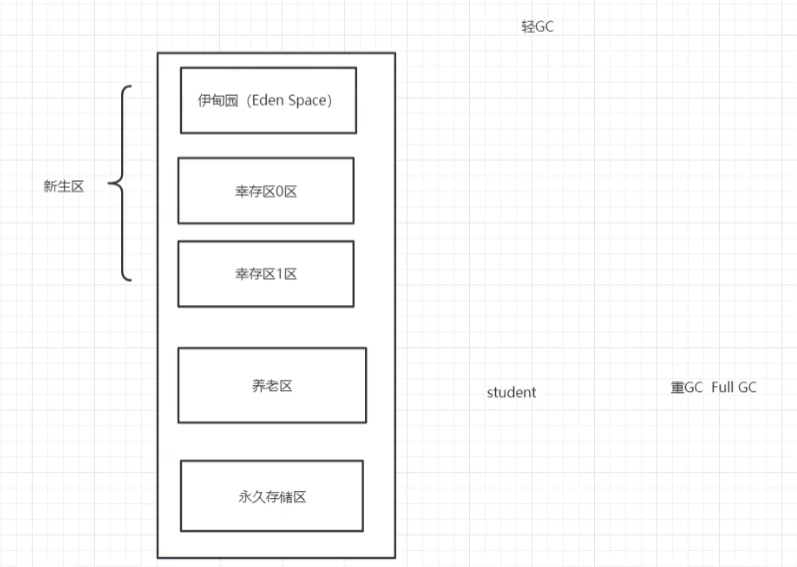 轻GC
伊甸园（Eden Space）
新生区
幸存区0区
幸存区1区
养老区
student
重GC Full GC
永久存储区